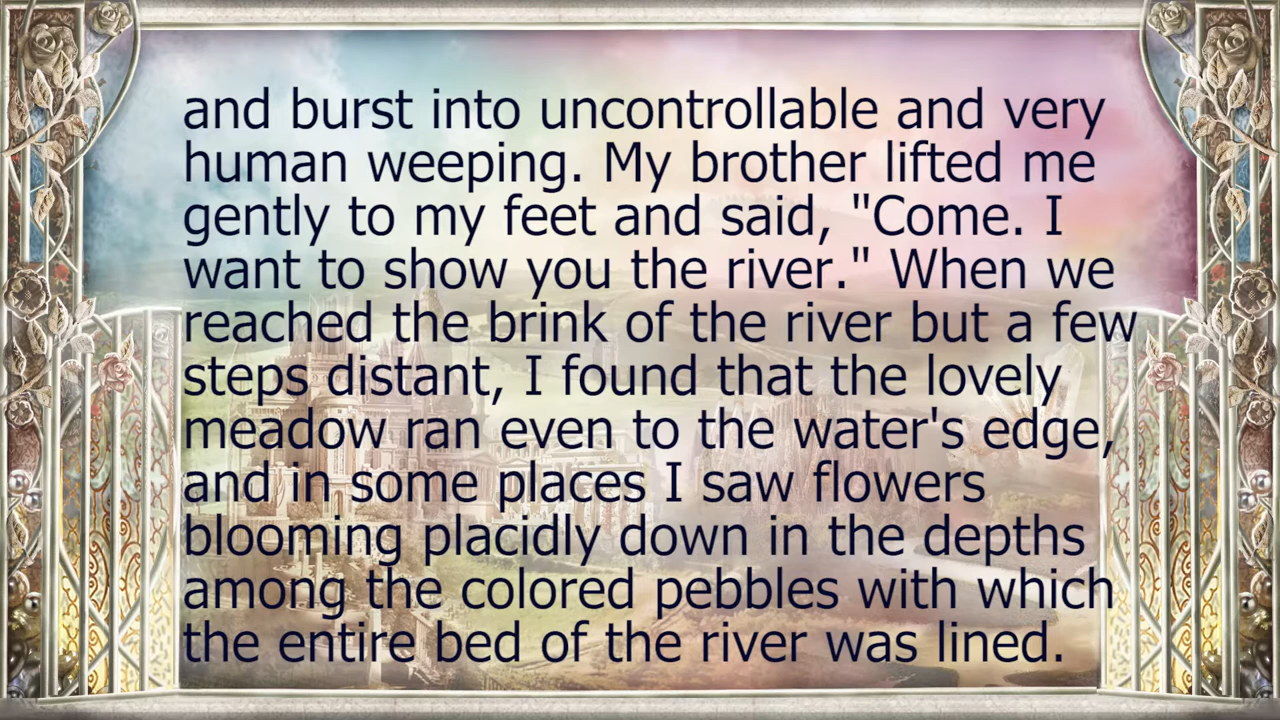 and burst into uncontrollable and very
human weeping. My brother lifted me
gently to my feet and said, "Come. I
want to show you the river." When we
reached the brink of the river but a few
steps distant, I found that the lovely
meadow ran even to the water's edge,
and in some places I saw flowers
blooming placidly down in the depths
among the colored pebbles with which
the entire bed of the river was lined.